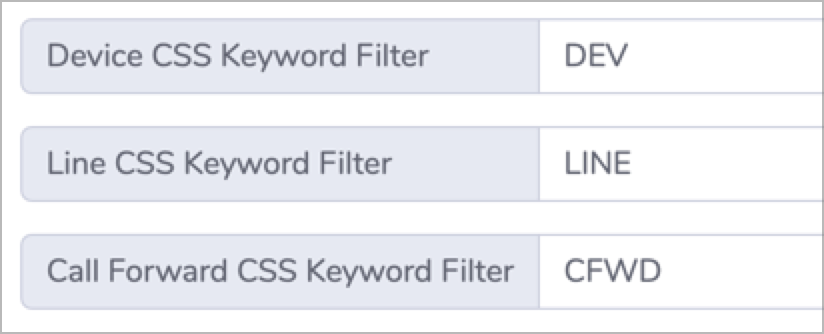 Device CSS Keyword Filter DEV
Line CSS Keyword Filter LINE
Call Forward CSS Keyword Filter CFWD